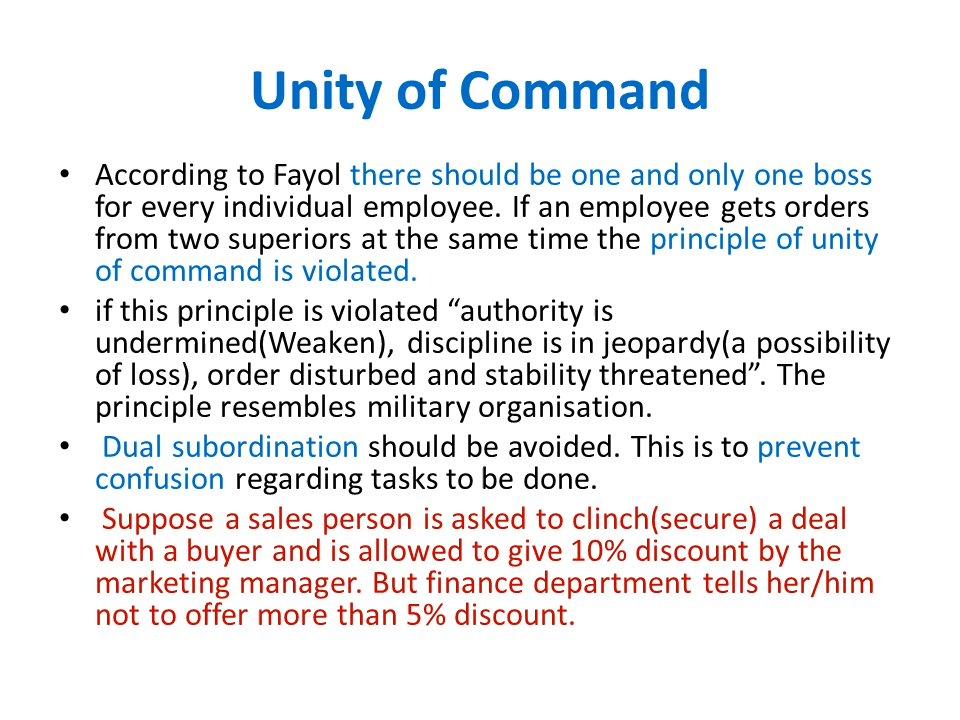 Unity of Command
• According to Fayol there should be one and only one boss
for every individual employee. If an employee gets orders
from two superiors at the same time the principle of unity
of command is violated.
• if this principle is violated “authority is
undermined(Weaken), discipline is in jeopardy(a possibility
of loss), order disturbed and stability threatened”. The
principle resembles military organisation.
• Dual subordination should be avoided. This is to prevent
confusion regarding tasks to be done.
• Suppose a sales person is asked to clinch(secure) a deal
with a buyer and is allowed to give 10% discount by the
marketing manager. But finance department tells her/him
not to offer more than 5% discount.